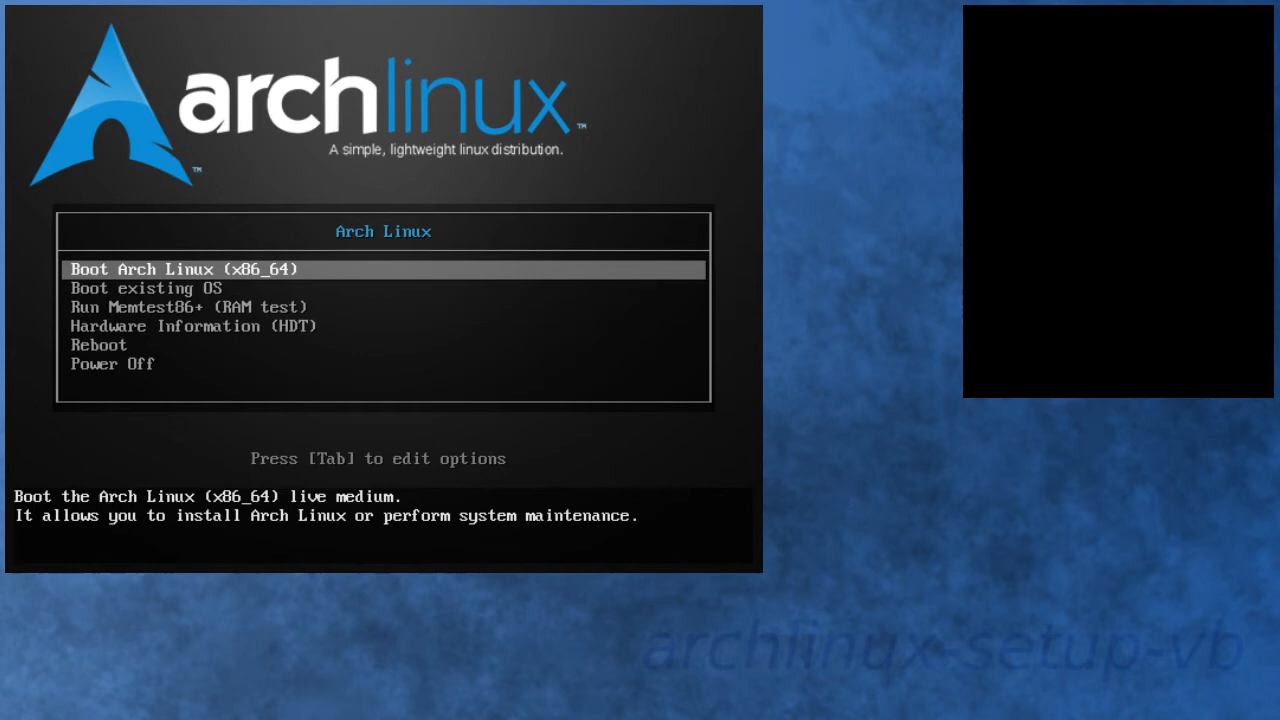 archlinux™
A simple, lightweight linux distribution.
™
Arch Linux
Boot Arch Linux (x86_64)
Boot existing OS
Run Memtest86+ (RAM test)
Hardware Information (HDT)
Reboot
Power Off
Press [Tab] to edit options
Boot the Arch Linux (x86_64) live medium.
It allows you to install Arch Linux or perform system maintenance.
archlinux-setup-vb